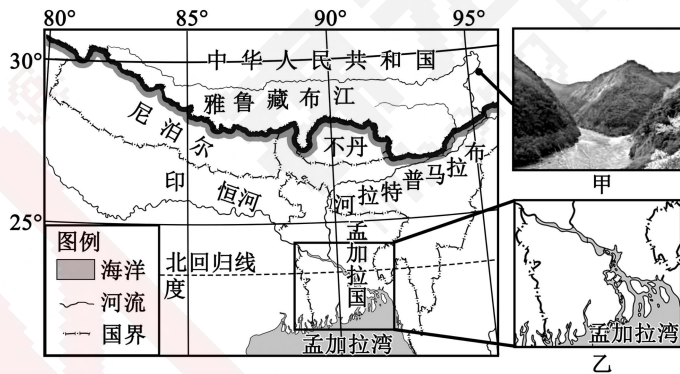 80° 85° 90° 95°
30°
中华人民共和国
雅鲁藏布江
尼泊尔
不丹
布拉马普特拉河
印度
恒河
25°
孟加拉国
北回归线
孟加拉湾
图例
海洋
河流
国界
甲
孟加拉湾
乙